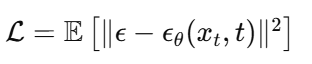 ℒ = 𝔼 [‖ϵ − ϵ_θ(x_t, t)‖²]